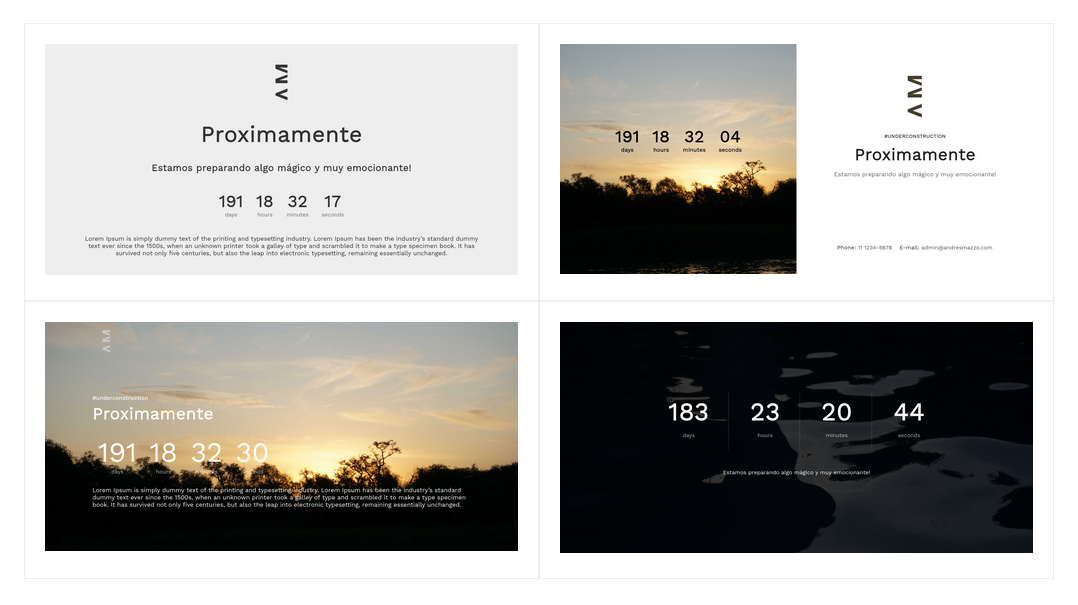 AM
Proximamente
Estamos preparando algo mágico y muy emocionante!
191 18 32 17
days hours minutes seconds
Lorem Ipsum is simply dummy text of the printing and typesetting industry. Lorem Ipsum has been the industry's standard dummy
text ever since the 1500s, when an unknown printer took a galley of type and scrambled it to make a type specimen book. It has
survived not only five centuries, but also the leap into electronic typesetting, remaining essentially unchanged.
191 18 32 04
days hours minutes seconds
AM
#UNDERCONSTRUCTION
Proximamente
Estamos preparando algo mágico y muy emocionante!
Phone: 11 1234-5678 E-mail: admin@andresmazzo.com
AM
#underconstruction
Proximamente
191 18 32 30
days hours
Lorem Ipsum is simply dummy text of the printing and typesetting industry. Lorem Ipsum has been the industry's standard
dummy text ever since the 1500s, when an unknown printer took a galley of type and scrambled it to make a type specimen
book. It has survived not only five centuries, but also the leap into electronic typesetting, remaining essentially unchanged.
183 23 20 44
days hours minutes seconds
Estamos preparando algo mágico y muy emocionante!